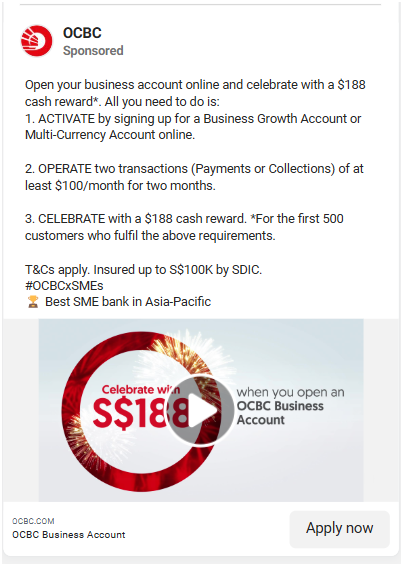 OCBC
Sponsored
Open your business account online and celebrate with a $188
cash reward*. All you need to do is:
1. ACTIVATE by signing up for a Business Growth Account or
Multi-Currency Account online.
2. OPERATE two transactions (Payments or Collections) of at
least $100/month for two months.
3. CELEBRATE with a $188 cash reward. *For the first 500
customers who fulfil the above requirements.
T&Cs apply. Insured up to S$100K by SDIC.
#OCBCxSMEs
🏆 Best SME bank in Asia-Pacific
Celebrate with
S$188
when you open an
OCBC Business
Account
OCBC.COM
OCBC Business Account
Apply now